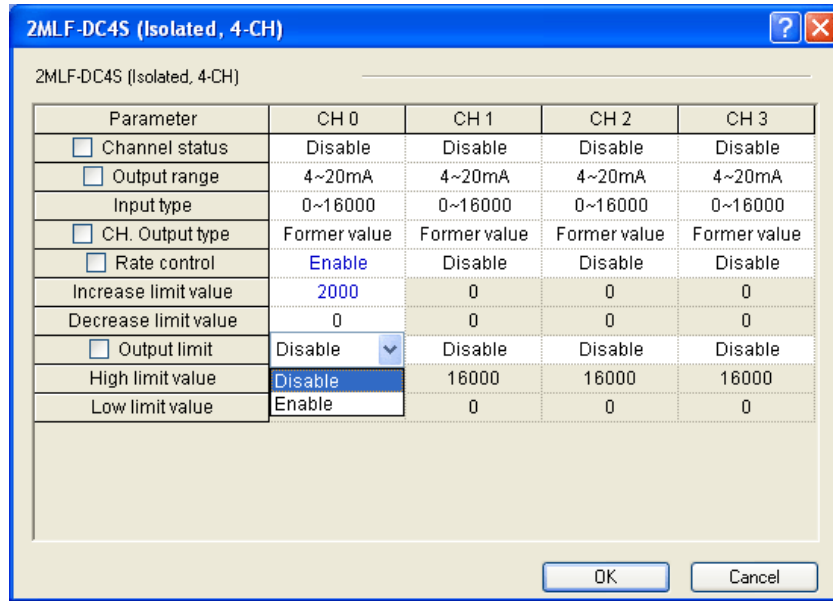 2MLF-DC4S (Isolated, 4-CH)
2MLF-DC4S (Isolated, 4-CH)
Parameter CH 0 CH 1 CH 2 CH 3
Channel status Disable Disable Disable Disable
Output range 4~20mA 4~20mA 4~20mA 4~20mA
Input type 0~16000 0~16000 0~16000 0~16000
CH. Output type Former value Former value Former value Former value
Rate control Enable Disable Disable Disable
Increase limit value 2000 0 0 0
Decrease limit value 0 0 0 0
Output limit Disable Disable Disable Disable
High limit value Disable 16000 16000 16000
Low limit value Enable 0 0 0
OK Cancel